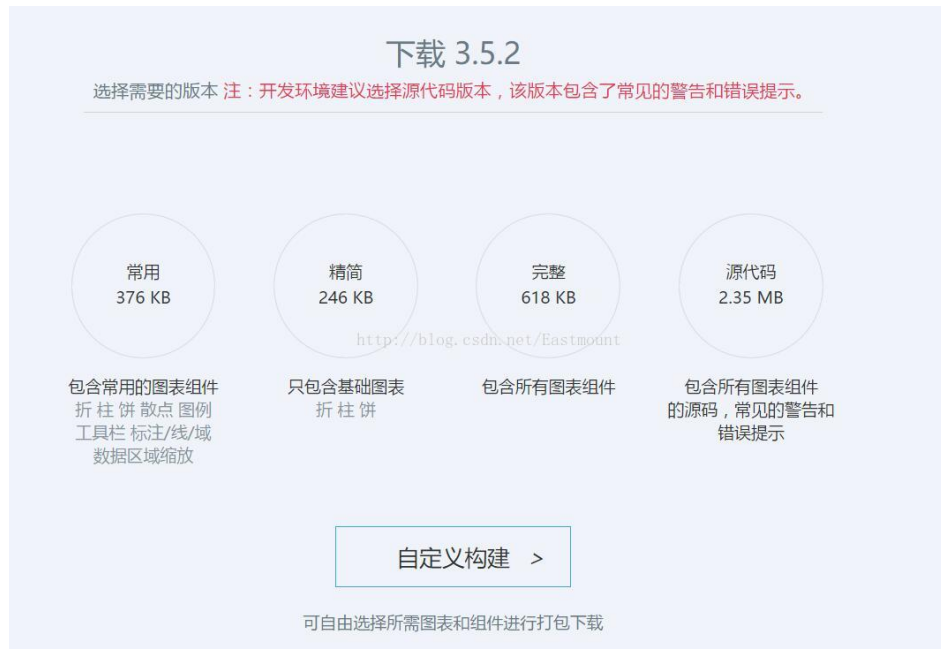 下载 3.5.2
选择需要的版本 注：开发环境建议选择源代码版本，该版本包含了常见的警告和错误提示。
常用
376 KB
精简
246 KB
完整
618 KB
源代码
2.35 MB
http://blog.csdn.net/Eastmount
包含常用的图表组件
折 柱 饼 散点 图例
工具栏 标注/线/域
数据区域缩放
只包含基础图表
折 柱 饼
包含所有图表组件
包含所有图表组件
的源码，常见的警告和
错误提示
自定义构建 >
可自由选择所需图表和组件进行打包下载